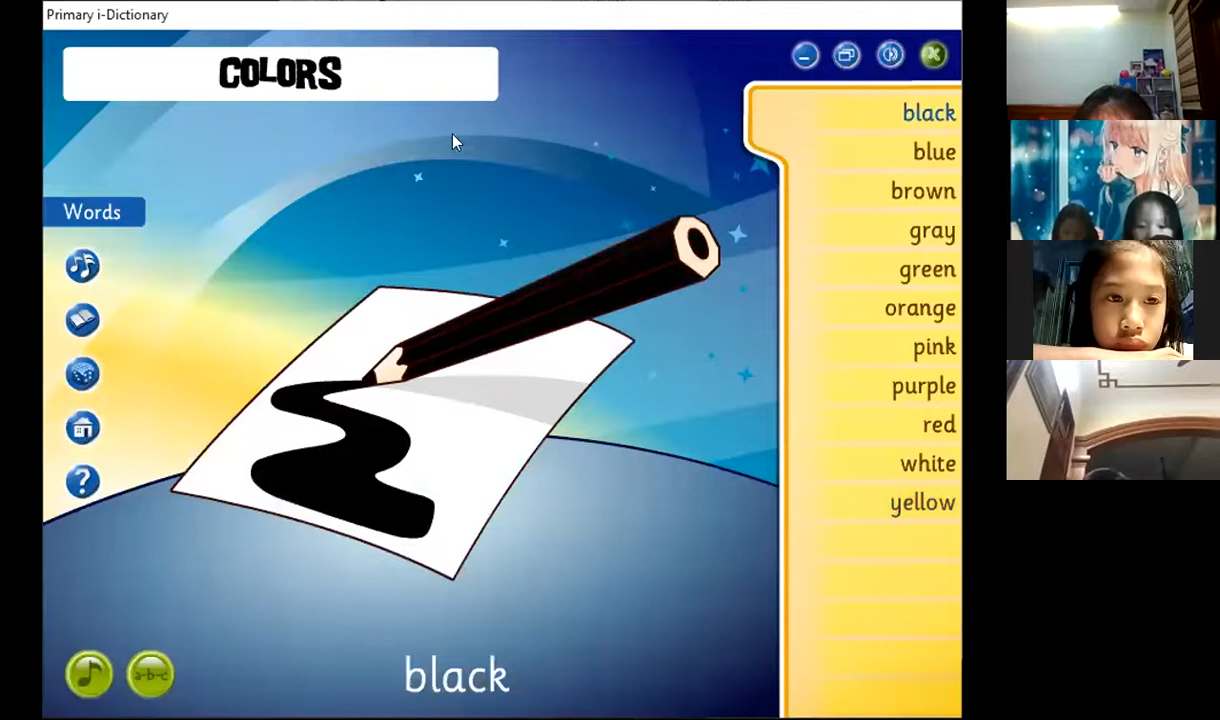 Primary i-Dictionary
COLORS
Words
black
blue
brown
gray
green
orange
pink
purple
red
white
yellow
a-b-c
black